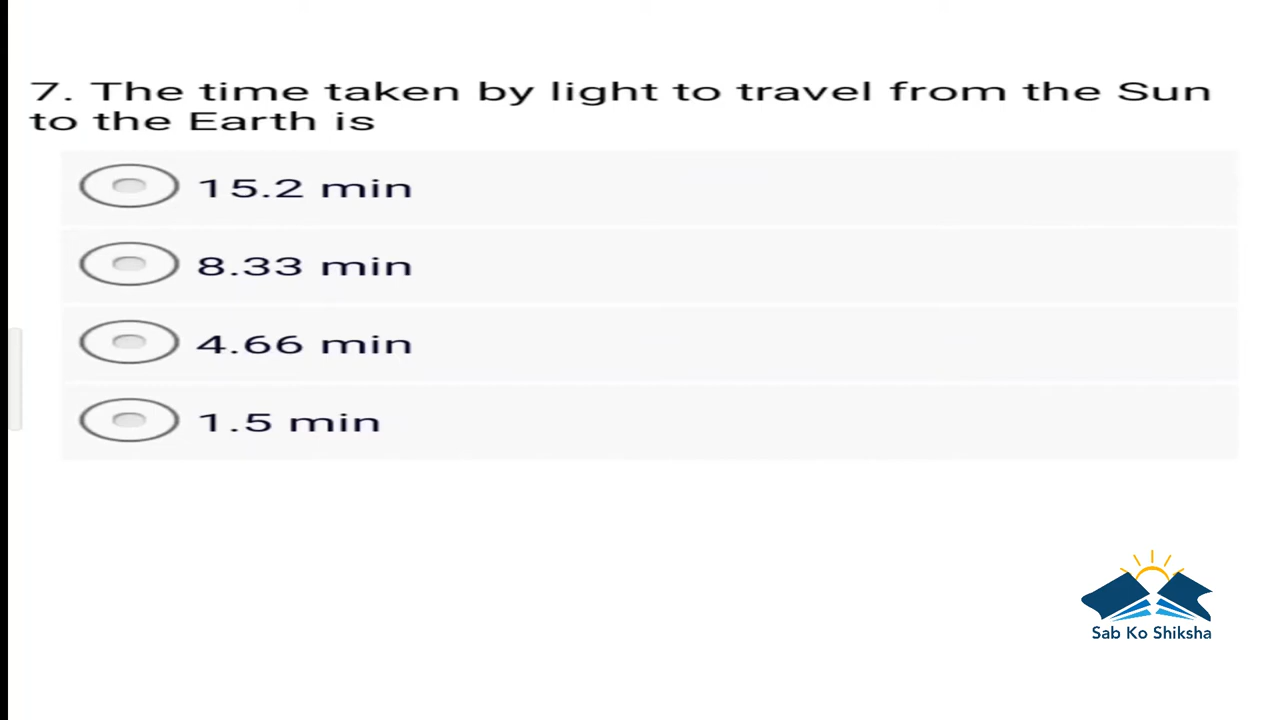 7. The time taken by light to travel from the Sun
to the Earth is
15.2 min
8.33 min
4.66 min
1.5 min
Sab Ko Shiksha